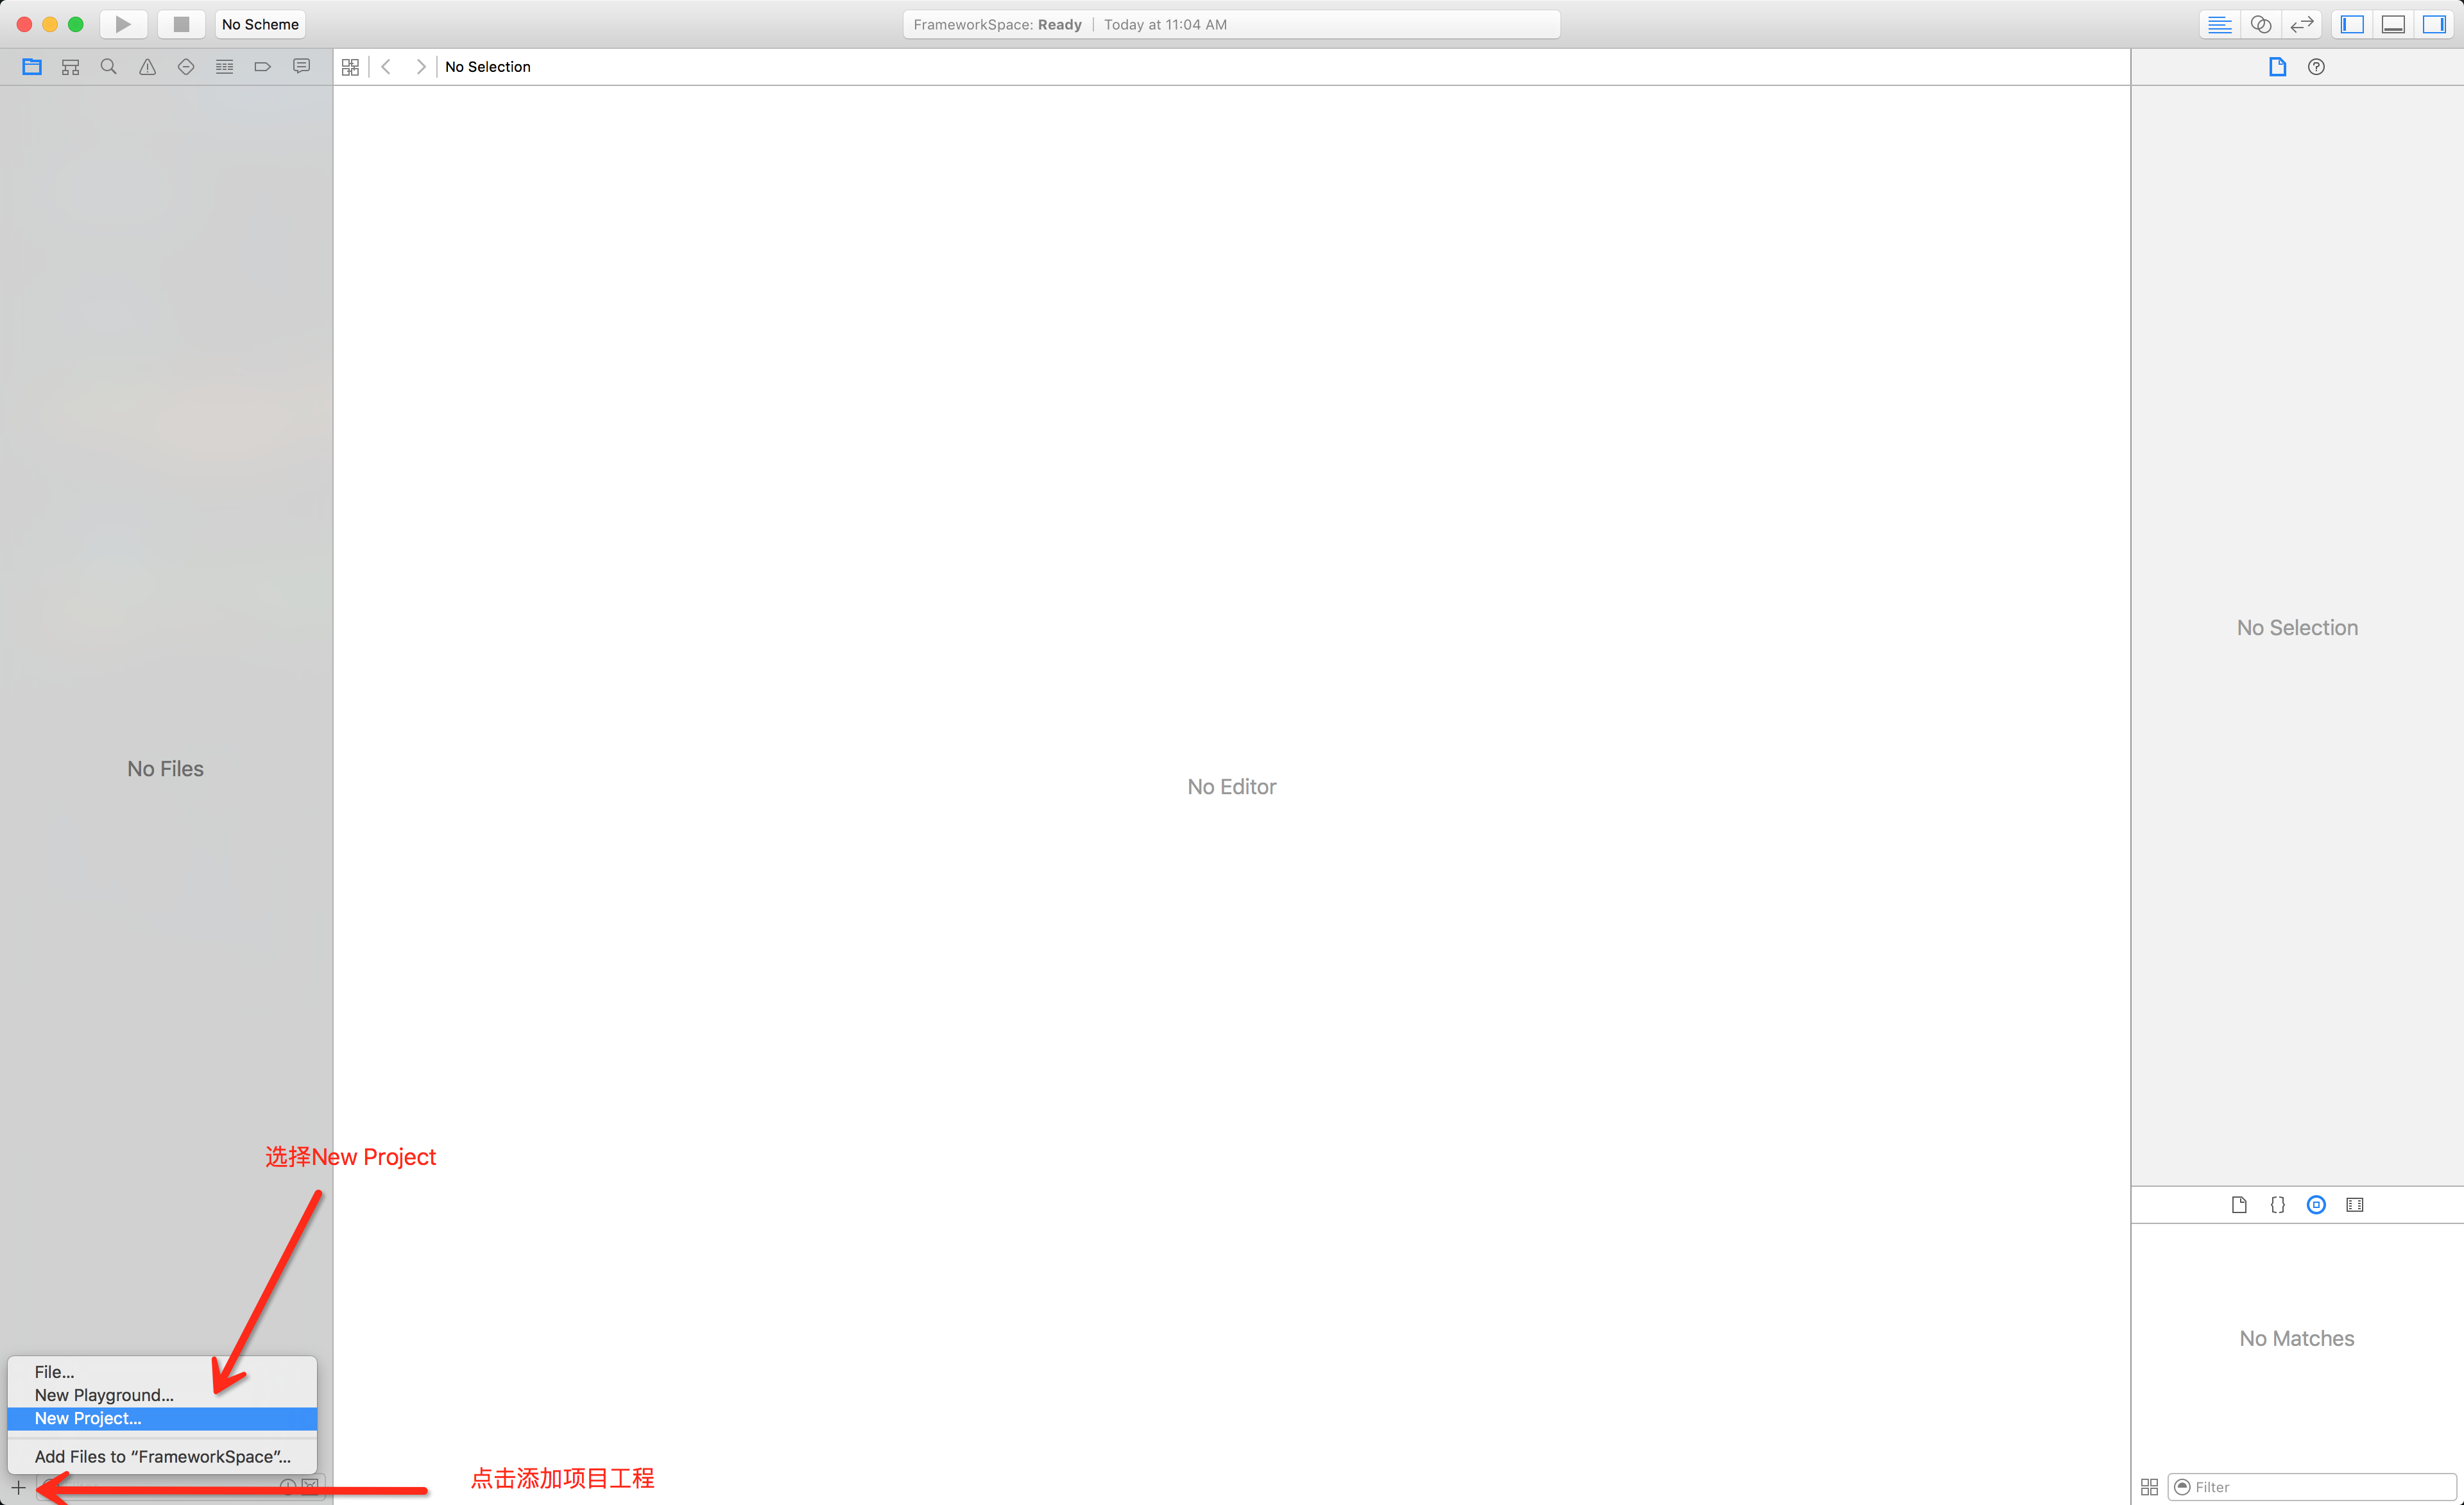 No Scheme
FrameworkSpace: Ready | Today at 11:04 AM
No Selection
No Selection
No Files
No Editor
选择New Project
No Matches
File...
New Playground...
New Project...
Add Files to “FrameworkSpace”...
点击添加项目工程
Filter